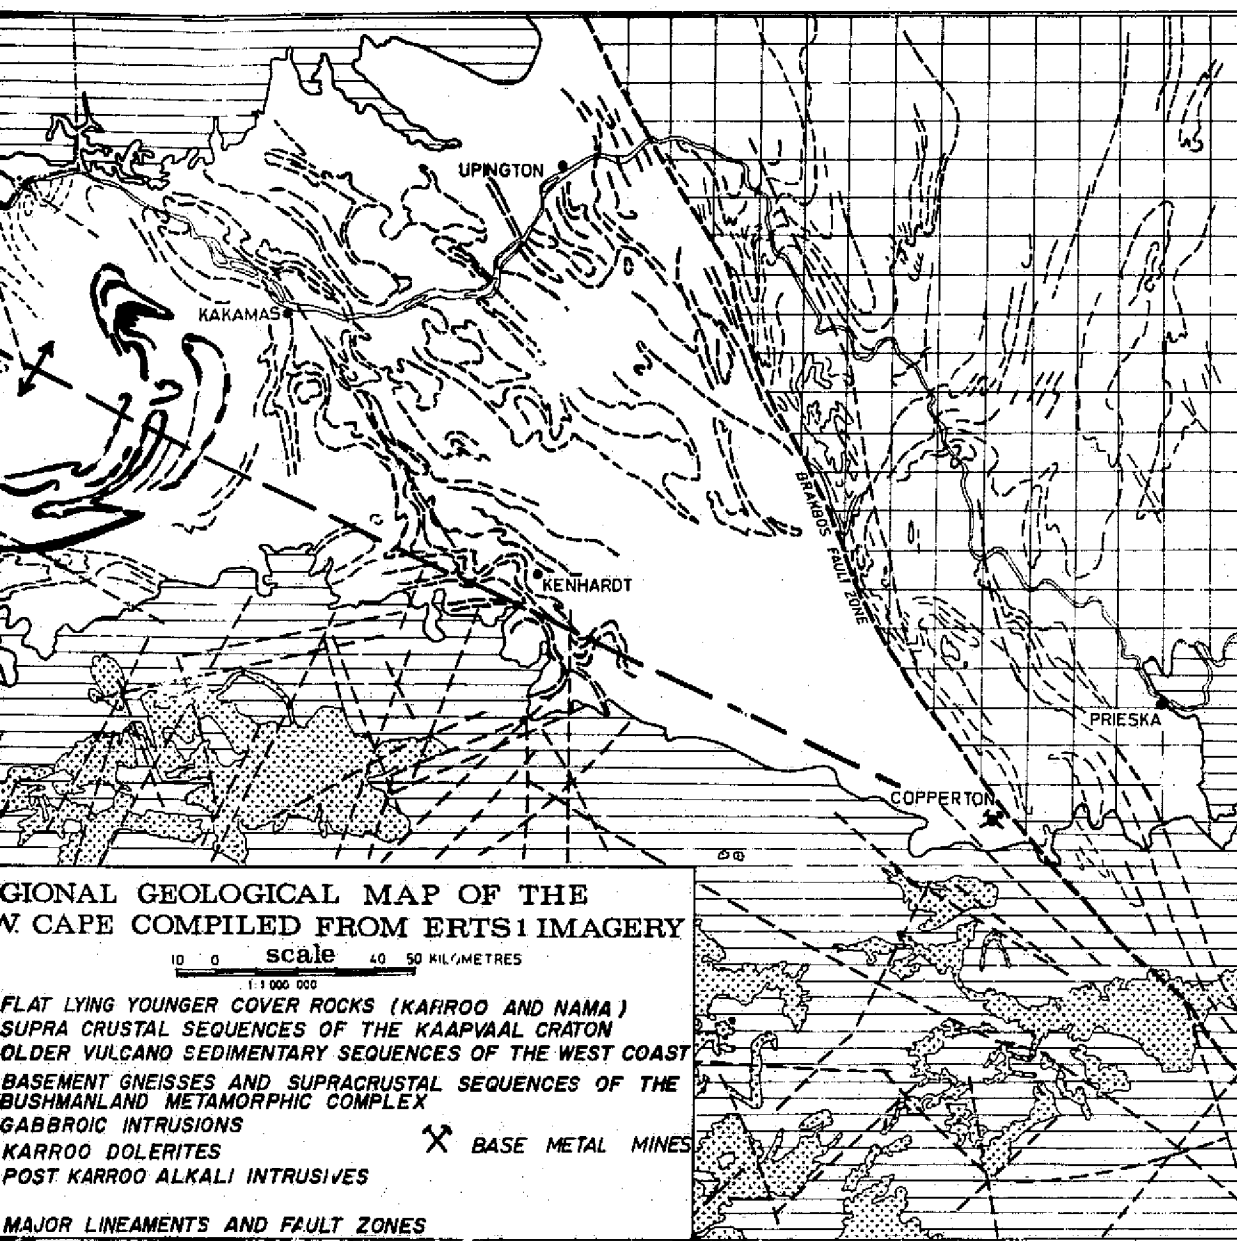 UPINGTON
KAKAMAS
BRAKBOS FAULT ZONE
KENHARDT
PRIESKA
COPPERTON
GIONAL GEOLOGICAL MAP OF THE
W. CAPE COMPILED FROM ERTS 1 IMAGERY
scale
10 0 40 50 KILOMETRES
1:1 000 000
FLAT LYING YOUNGER COVER ROCKS (KARROO AND NAMA)
SUPRA CRUSTAL SEQUENCES OF THE KAAPVAAL CRATON
OLDER VULCANO SEDIMENTARY SEQUENCES OF THE WEST COAST
BASEMENT GNEISSES AND SUPRACRUSTAL SEQUENCES OF THE
BUSHMANLAND METAMORPHIC COMPLEX
GABBROIC INTRUSIONS
BASE METAL MINES
KARROO DOLERITES
POST KARROO ALKALI INTRUSIVES
MAJOR LINEAMENTS AND FAULT ZONES